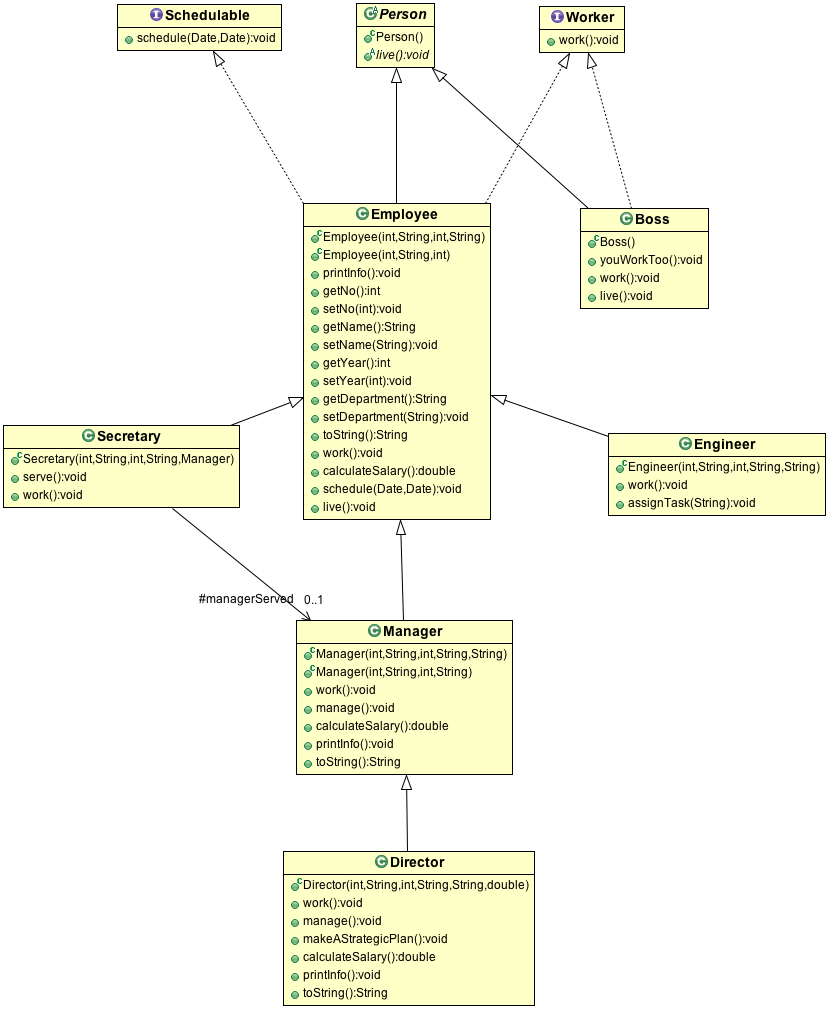 Schedulable
schedule(Date,Date):void
Person
Person()
live():void
Worker
work():void
Employee
Employee(int,String,int,String)
Employee(int,String,int)
printInfo():void
getNo():int
setNo(int):void
getName():String
setName(String):void
getYear():int
setYear(int):void
getDepartment():String
setDepartment(String):void
toString():String
work():void
calculateSalary():double
schedule(Date,Date):void
live():void
Boss
Boss()
youWorkToo():void
work():void
live():void
Secretary
Secretary(int,String,int,String,Manager)
serve():void
work():void
Engineer
Engineer(int,String,int,String,String)
work():void
assignTask(String):void
#managerServed 0..1
Manager
Manager(int,String,int,String,String)
Manager(int,String,int,String)
work():void
manage():void
calculateSalary():double
printInfo():void
toString():String
Director
Director(int,String,int,String,String,double)
work():void
manage():void
makeAStrategicPlan():void
calculateSalary():double
printInfo():void
toString():String